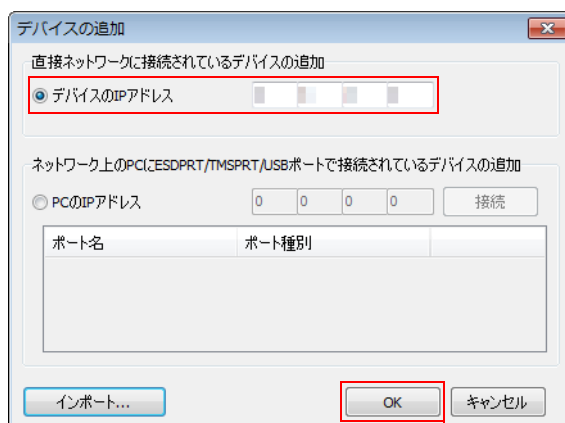 デバイスの追加
直接ネットワークに接続されているデバイスの追加
デバイスのIPアドレス
ネットワーク上のPCにESDPRT/TMSPRT/USBポートで接続されているデバイスの追加
PCのIPアドレス 0 0 0 0 接続
ポート名 ポート種別
インポート... OK キャンセル